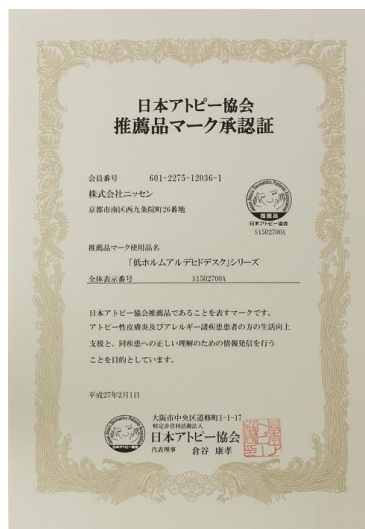 日本アトピー協会
推薦品マーク承認証
会員番号 601-2275-12036-1
株式会社ニッセン
京都市南区西九条院町26番地
推薦品
日本アトピー協会
S1502700A
推薦品マーク使用品名
「低ホルムアルデヒドデスク」シリーズ
全体表示番号 S1502700A
日本アトピー協会推薦品であることを表すマークです。
アトピー性皮膚炎及びアレルギー諸疾患患者の方の生活向上
支援と、同疾患への正しい理解のための情報発信を行う
ことを目的としています。
平成27年2月1日
大阪市中央区道修町1-1-17
特定非営利活動法人
日本アトピー協会
代表理事 倉谷 康孝